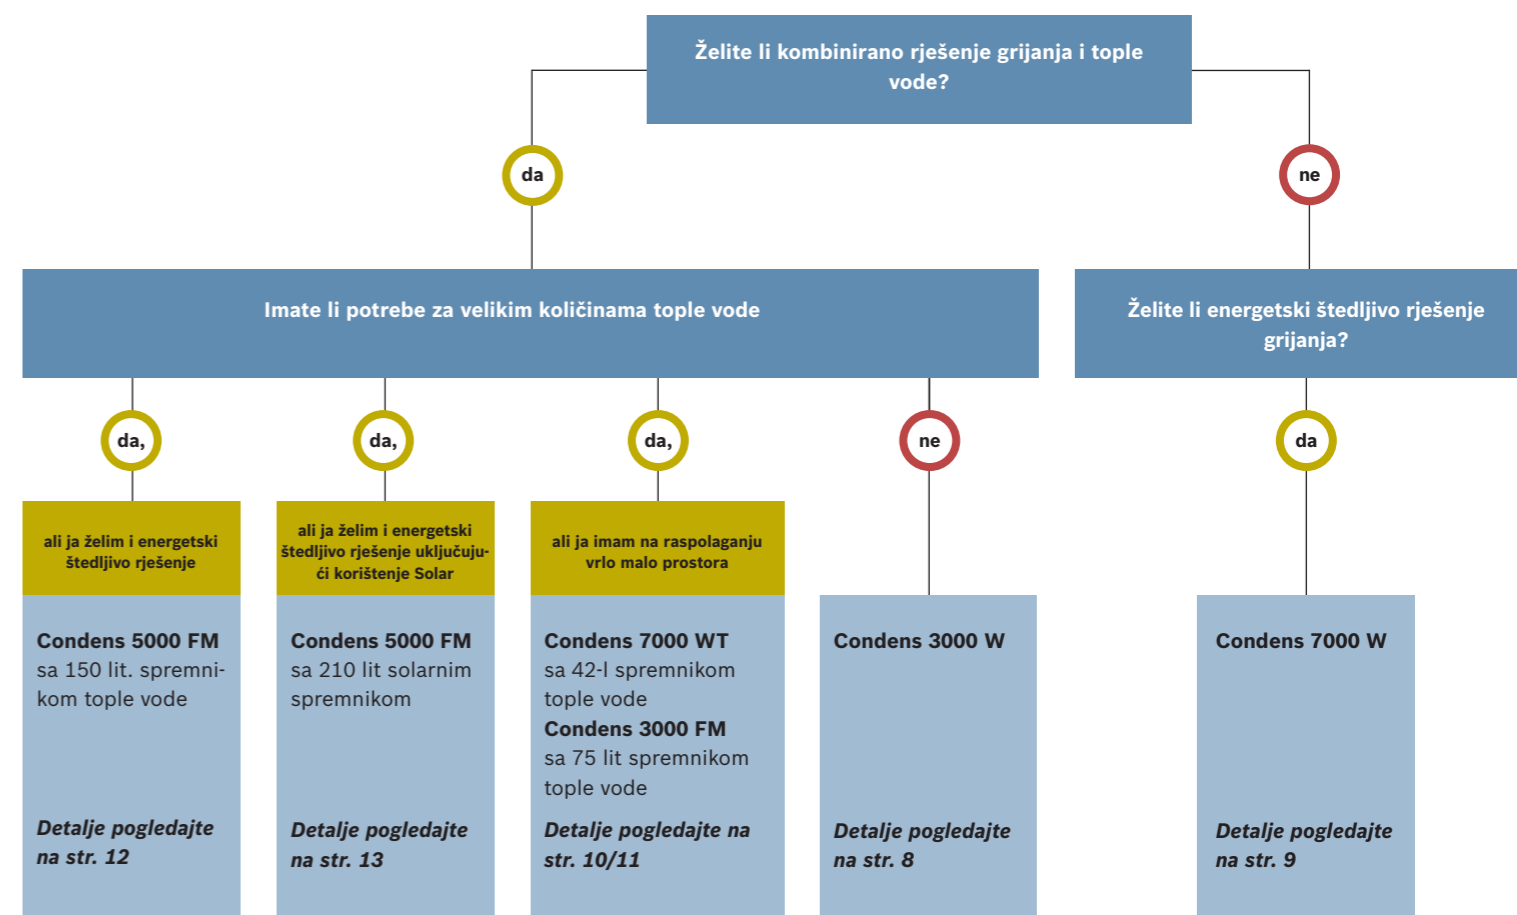 Želite li kombinirano rješenje grijanja i tople
vode?
da
ne
Imate li potrebe za velikim količinama tople vode
Želite li energetski štedljivo rješenje
grijanja?
da,
da,
da,
ne
da
ali ja želim i energetski
štedljivo rješenje
ali ja želim i energetski
štedljivo rješenje uključuju-
ći korištenje Solar
ali ja imam na raspolaganju
vrlo malo prostora
Condens 5000 FM
sa 150 lit. spremni-
kom tople vode
Detalje pogledajte
na str. 12
Condens 5000 FM
sa 210 lit solarnim
spremnikom
Detalje pogledajte
na str. 13
Condens 7000 WT
sa 42-l spremnikom
tople vode
Condens 3000 FM
sa 75 lit spremnikom
tople vode
Detalje pogledajte na
str. 10/11
Condens 3000 W
Detalje pogledajte
na str. 8
Condens 7000 W
Detalje pogledajte
na str. 9